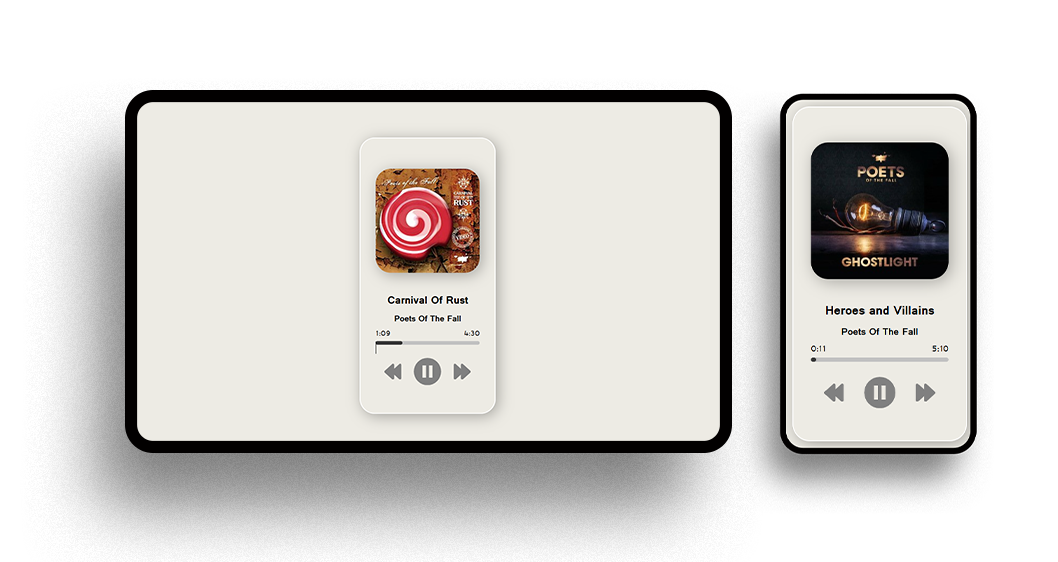 Poets of the Fall
CARNIVAL
RUST
Carnival Of Rust
Poets Of The Fall
1:09 4:30
POETS
OF THE FALL
GHOSTLIGHT
Heroes and Villains
Poets Of The Fall
0:11 5:10